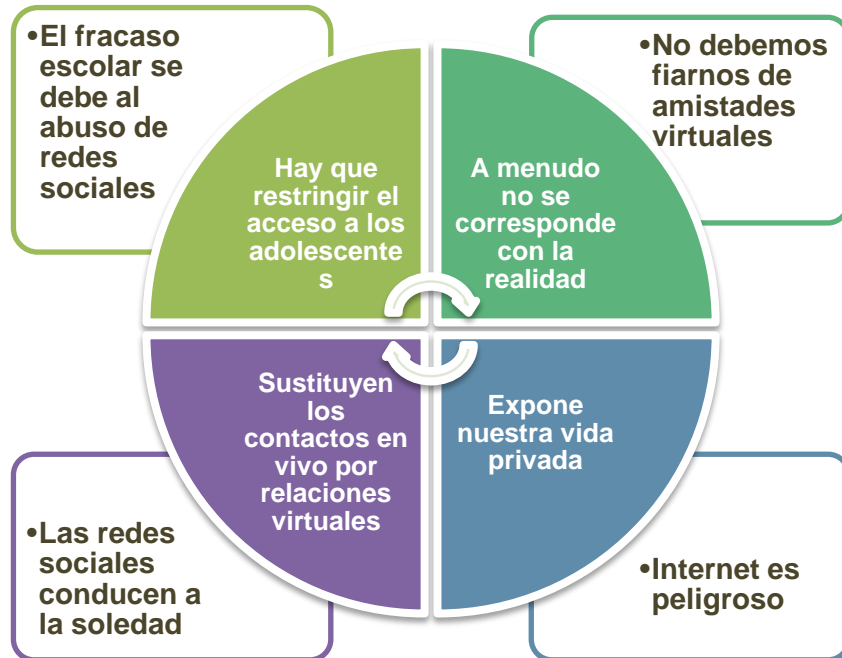 •El fracaso
escolar se
debe al
abuso de
redes
sociales
Hay que
restringir el
acceso a los
adolescente
s
•No debemos
fiarnos de
amistades
virtuales
A menudo
no se
corresponde
con la
realidad
Sustituyen
los
contactos en
vivo por
relaciones
virtuales
•Las redes
sociales
conducen a
la soledad
Expone
nuestra vida
privada
•Internet es
peligroso